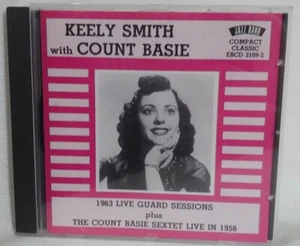 KEELY SMITH
with COUNT BASIE
JAZZ BAND
COMPACT
CLASSIC
EBCD 2109-2
1963 LIVE GUARD SESSIONS
plus
THE COUNT BASIE SEXTET LIVE IN 1956